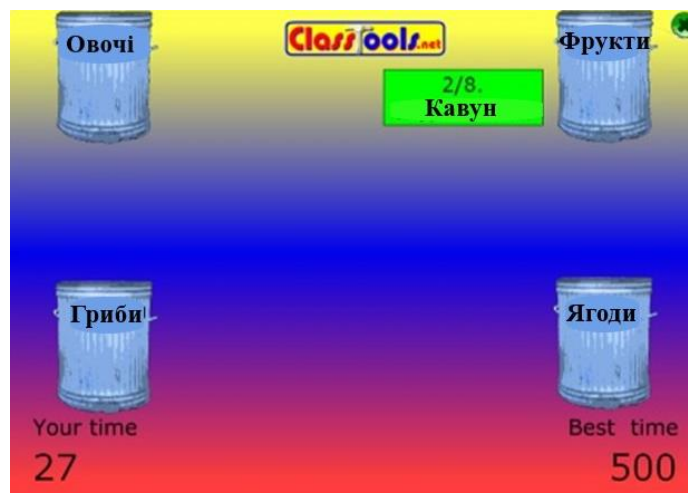 Овочі
ClassTools.net
Фрукти
2/8.
Кавун
Гриби
Ягоди
Your time
27
Best time
500